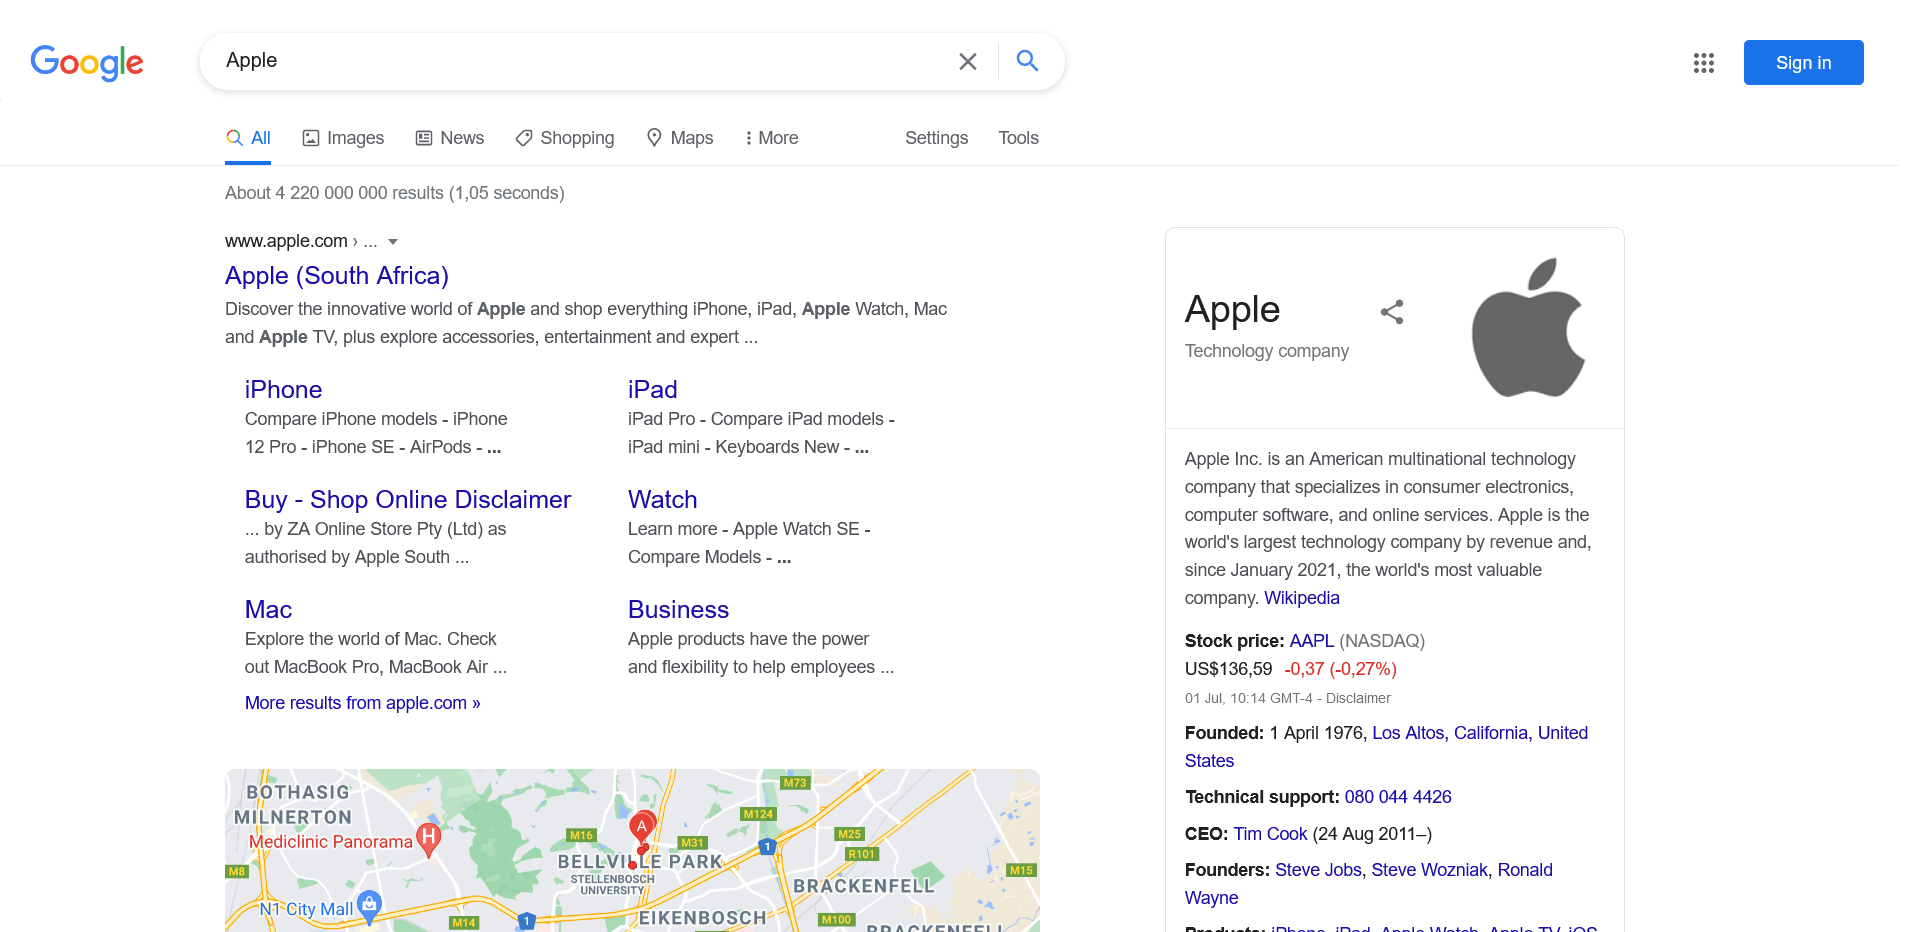 Google
Apple
Sign in
All
Images
News
Shopping
Maps
More
Settings
Tools
About 4 220 000 000 results (1,05 seconds)
www.apple.com › ...
Apple (South Africa)
Discover the innovative world of Apple and shop everything iPhone, iPad, Apple Watch, Mac
and Apple TV, plus explore accessories, entertainment and expert ...
iPhone
Compare iPhone models - iPhone
12 Pro - iPhone SE - AirPods - ...
iPad
iPad Pro - Compare iPad models -
iPad mini - Keyboards New - ...
Buy - Shop Online Disclaimer
... by ZA Online Store Pty (Ltd) as
authorised by Apple South ...
Watch
Learn more - Apple Watch SE -
Compare Models - ...
Mac
Explore the world of Mac. Check
out MacBook Pro, MacBook Air ...
Business
Apple products have the power
and flexibility to help employees ...
More results from apple.com »
BOTHASIG
MILNERTON
Mediclinic Panorama
H
M8
N1 City Mall
M14
1
M16
A
M31
BELLVILLE PARK
STELLENBOSCH
UNIVERSITY
EIKENBOSCH
M73
M124
1
M25
R101
M15
BRACKENFELL
M100
BRACKENFELL
Apple
Technology company
Apple Inc. is an American multinational technology
company that specializes in consumer electronics,
computer software, and online services. Apple is the
world's largest technology company by revenue and,
since January 2021, the world's most valuable
company. Wikipedia
Stock price: AAPL (NASDAQ)
US$136,59 -0,37 (-0,27%)
01 Jul, 10:14 GMT-4 - Disclaimer
Founded: 1 April 1976, Los Altos, California, United
States
Technical support: 080 044 4426
CEO: Tim Cook (24 Aug 2011–)
Founders: Steve Jobs, Steve Wozniak, Ronald
Wayne
Products: iPhone, iPad, Apple Watch, Apple TV, iOS